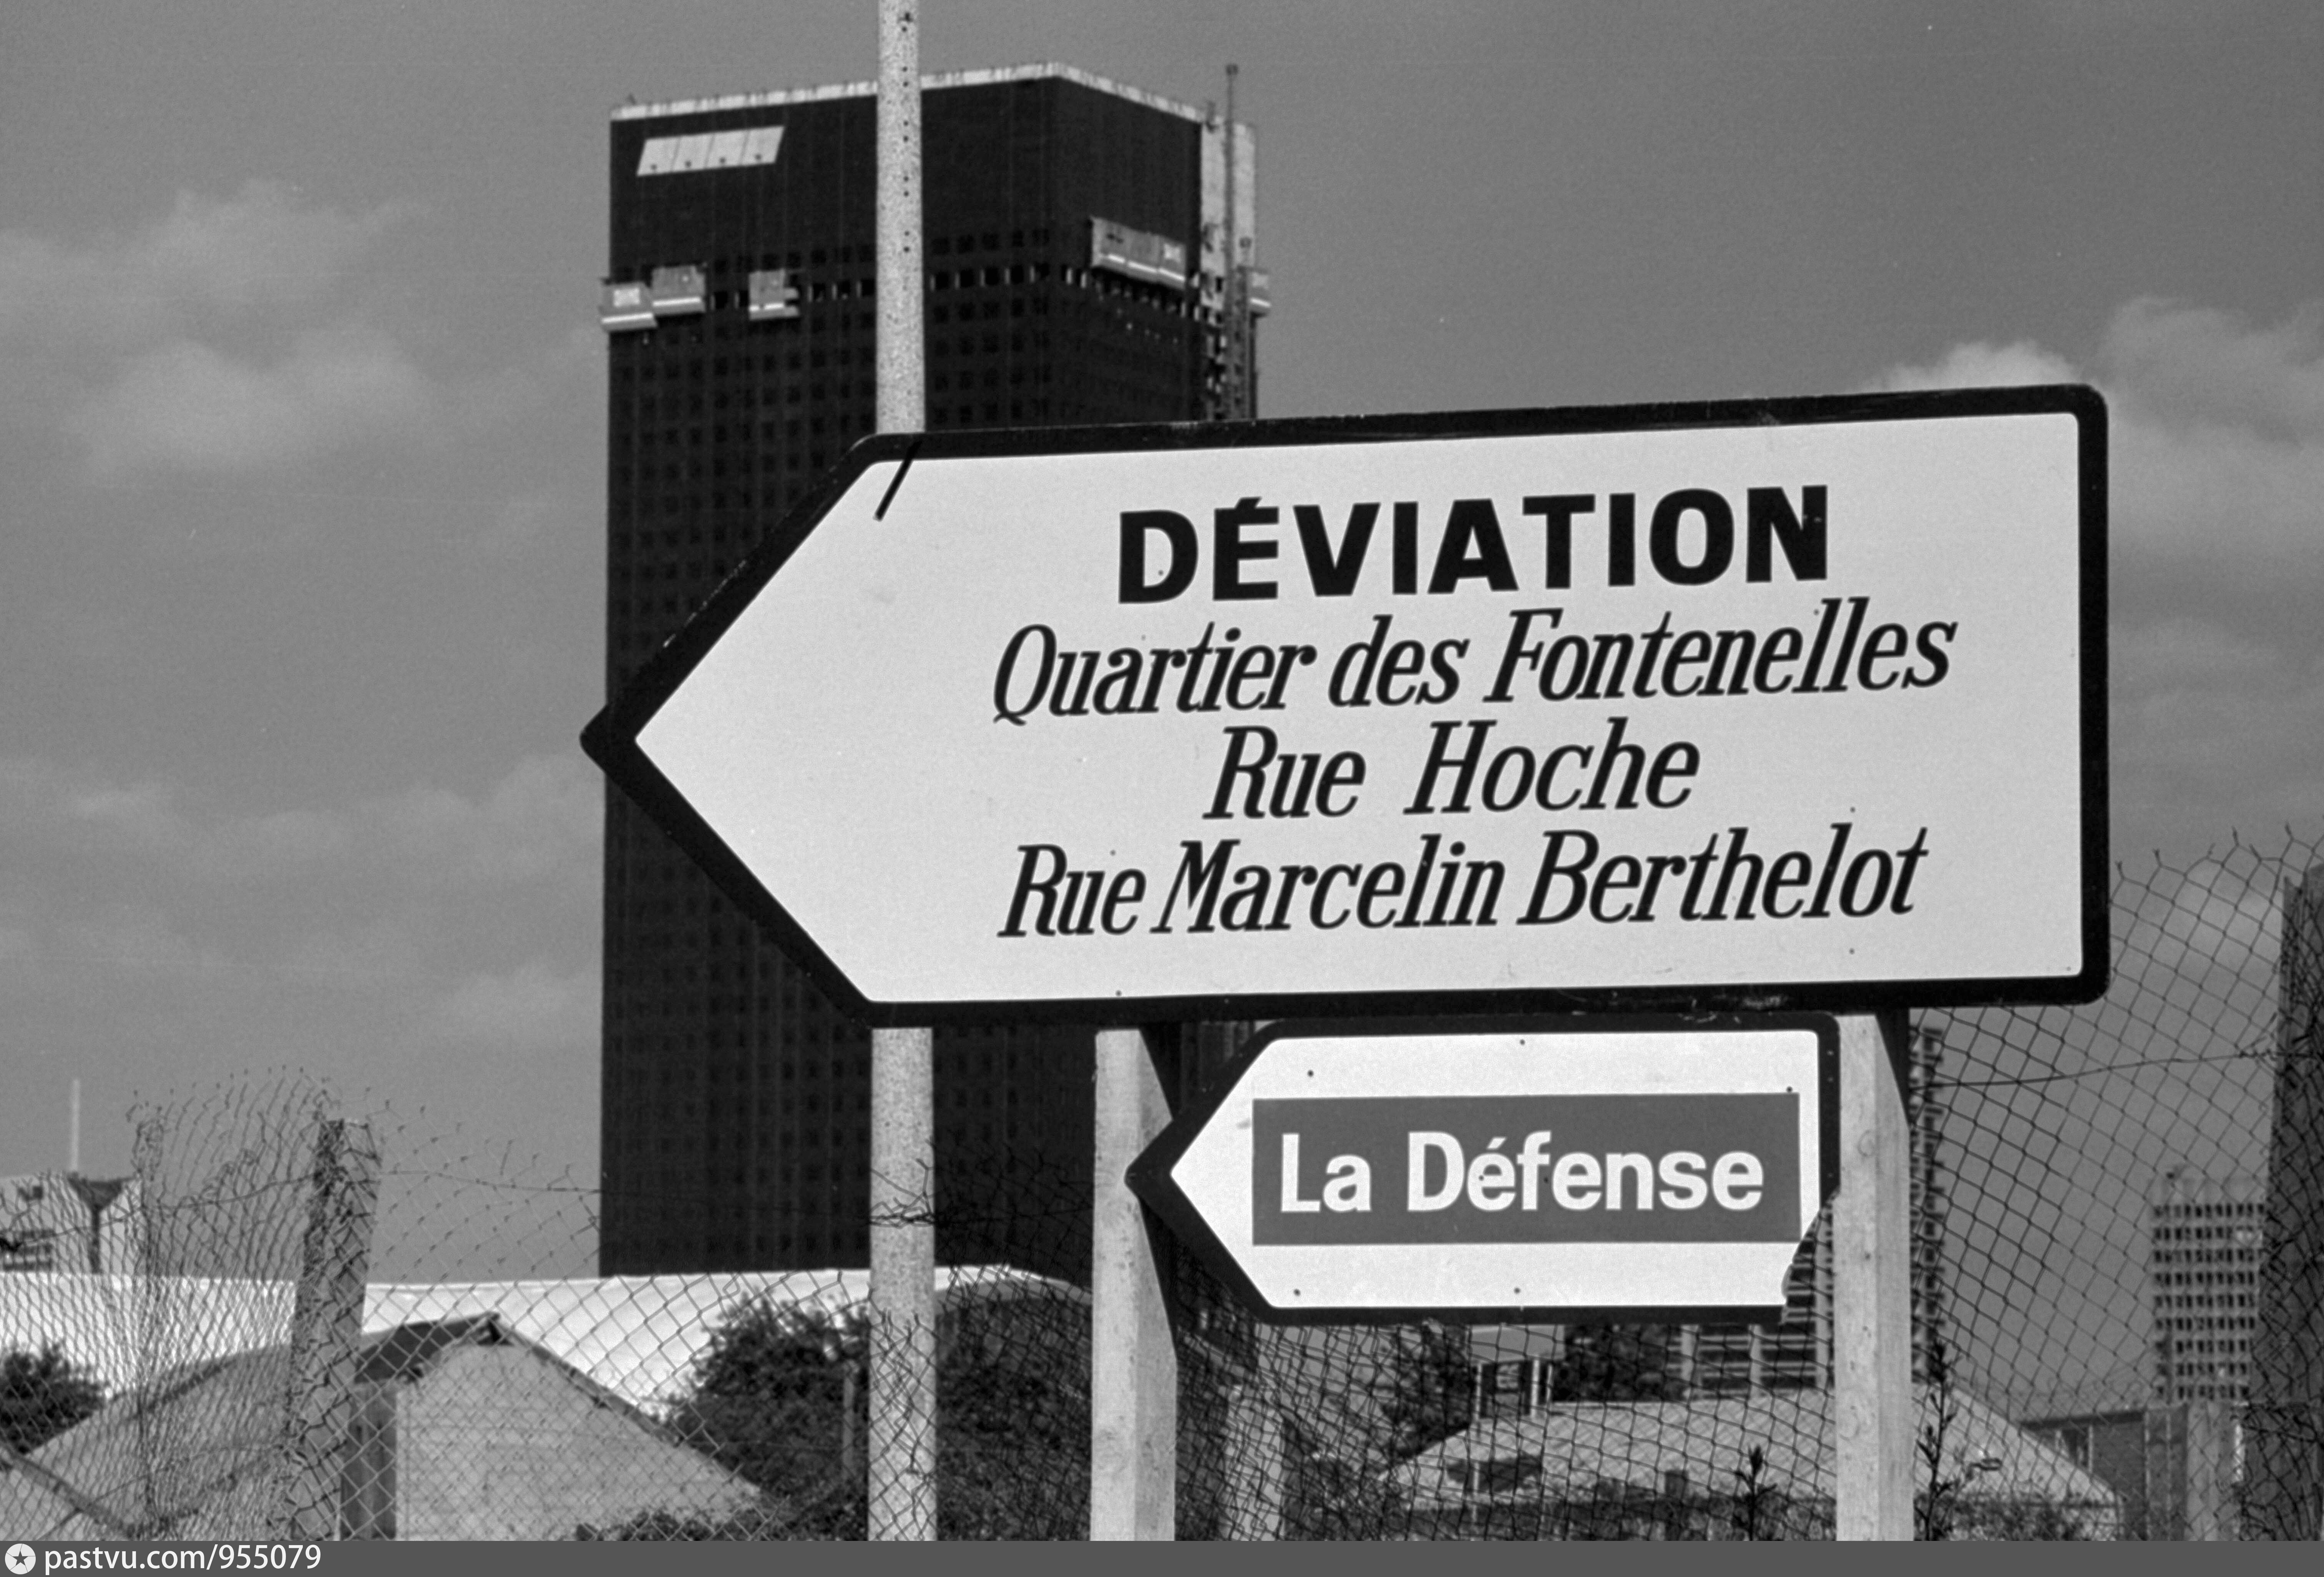 DÉVIATION
Quartier des Fontenelles
Rue Hoche
Rue Marcelin Berthelot
La Défense
pastvu.com/955079